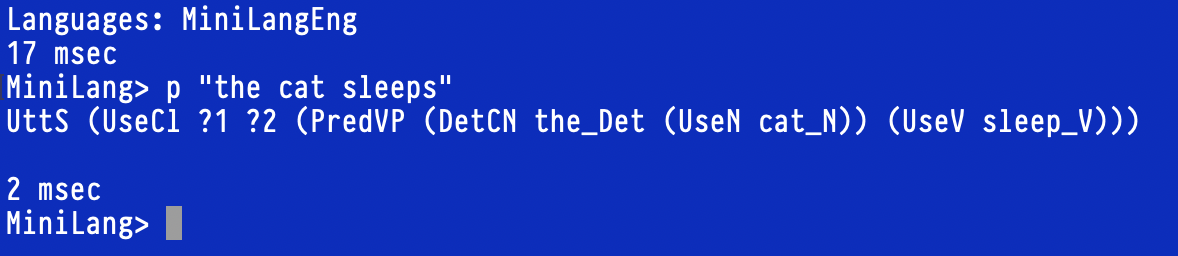 Languages: MiniLangEng
17 msec
MiniLang> p "the cat sleeps"
UttS (UseCl ?1 ?2 (PredVP (DetCN the_Det (UseN cat_N)) (UseV sleep_V)))
2 msec
MiniLang>